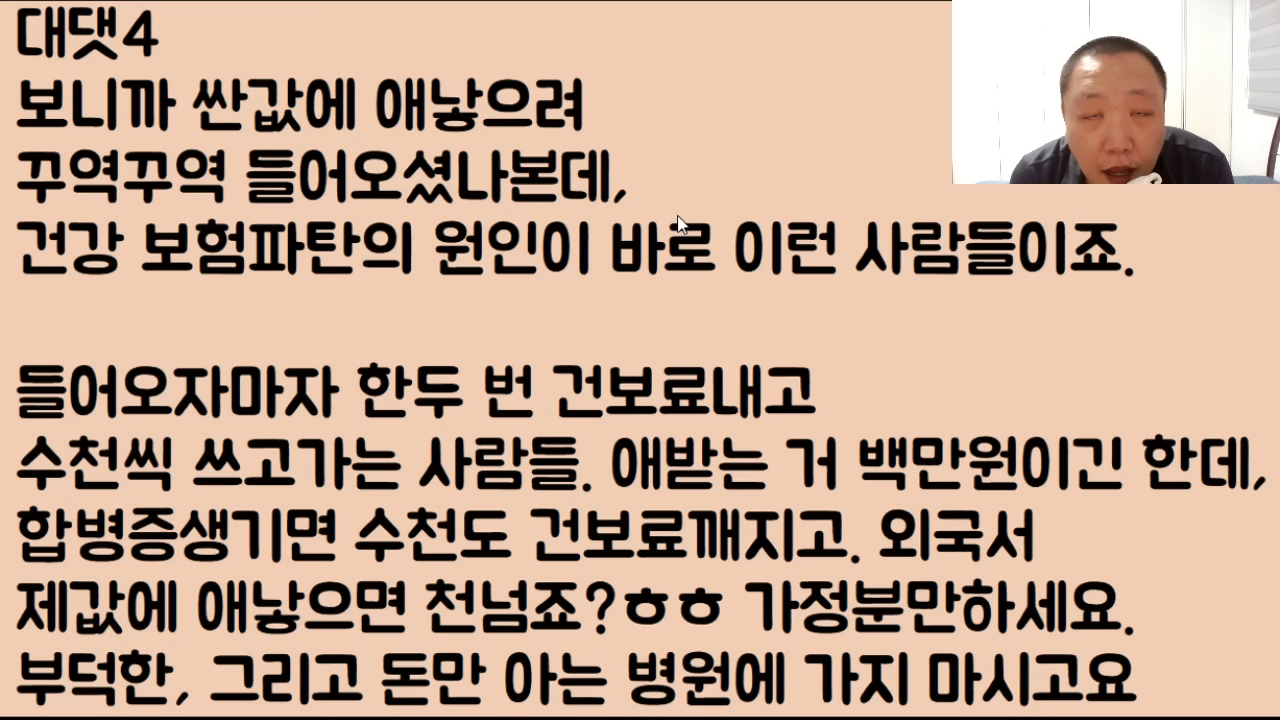 대댓4
보니까 싼값에 애낳으려
꾸역꾸역 들어오셨나본데,
건강 보험파탄의 원인이 바로 이런 사람들이죠.
들어오자마자 한두 번 건보료내고
수천씩 쓰고가는 사람들. 애받는 거 백만원이긴 한데,
합병증생기면 수천도 건보료깨지고. 외국서
제값에 애낳으면 천넘죠?ㅎㅎ 가정분만하세요.
부덕한, 그리고 돈만 아는 병원에 가지 마시고요